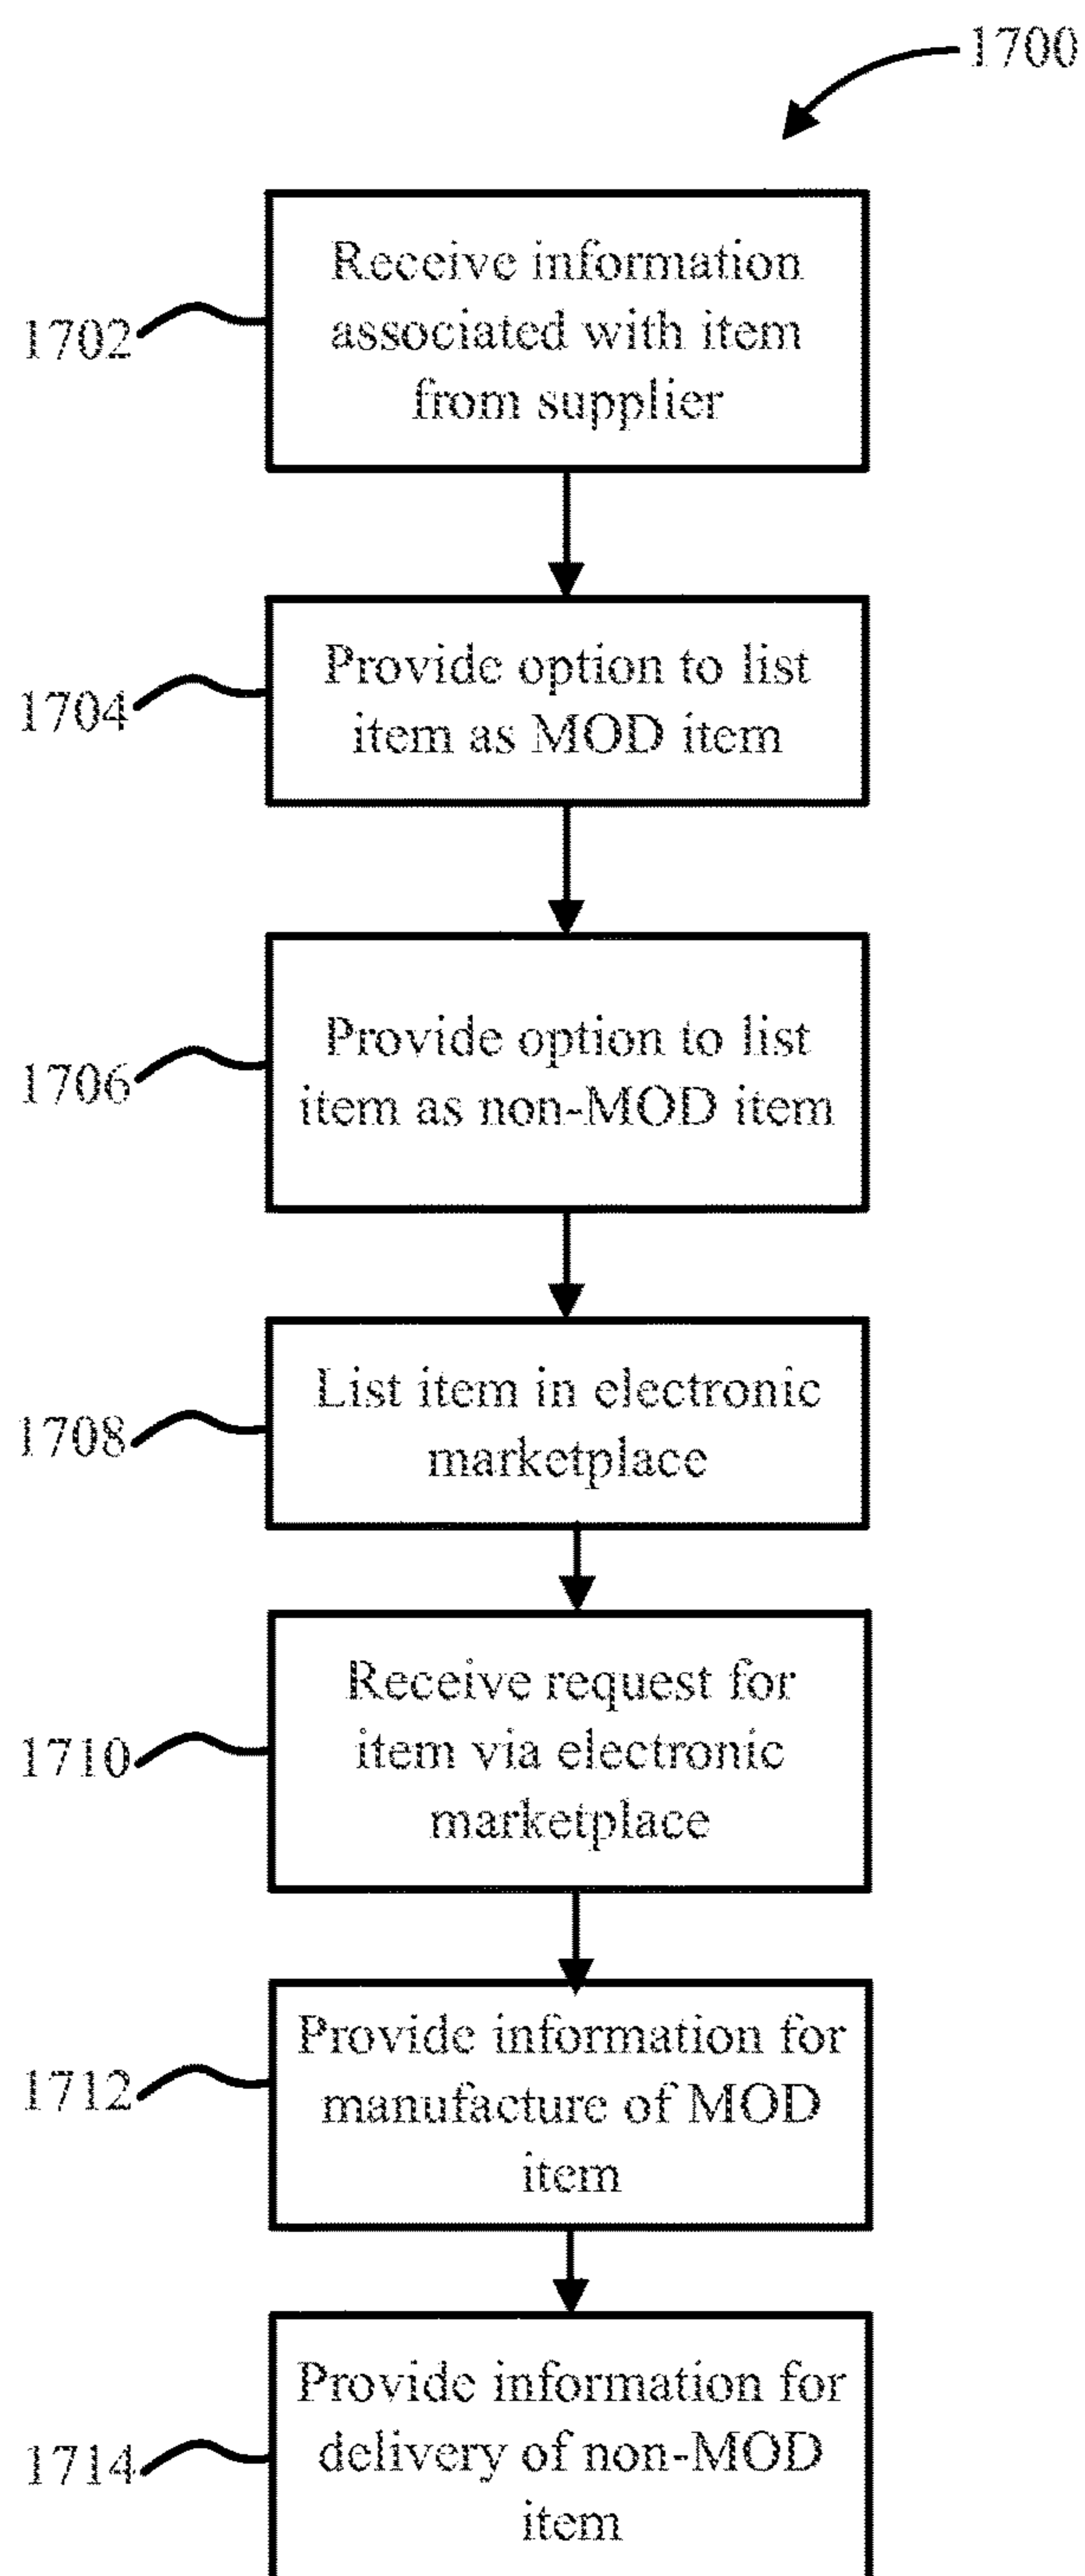 1700
Receive information
associated with item
from supplier
1702
Provide option to list
item as MOD item
1704
Provide option to list
item as non-MOD item
1706
List item in electronic
marketplace
1708
Receive request for
item via electronic
marketplace
1710
Provide information for
manufacture of MOD
item
1712
Provide information for
delivery of non-MOD
item
1714